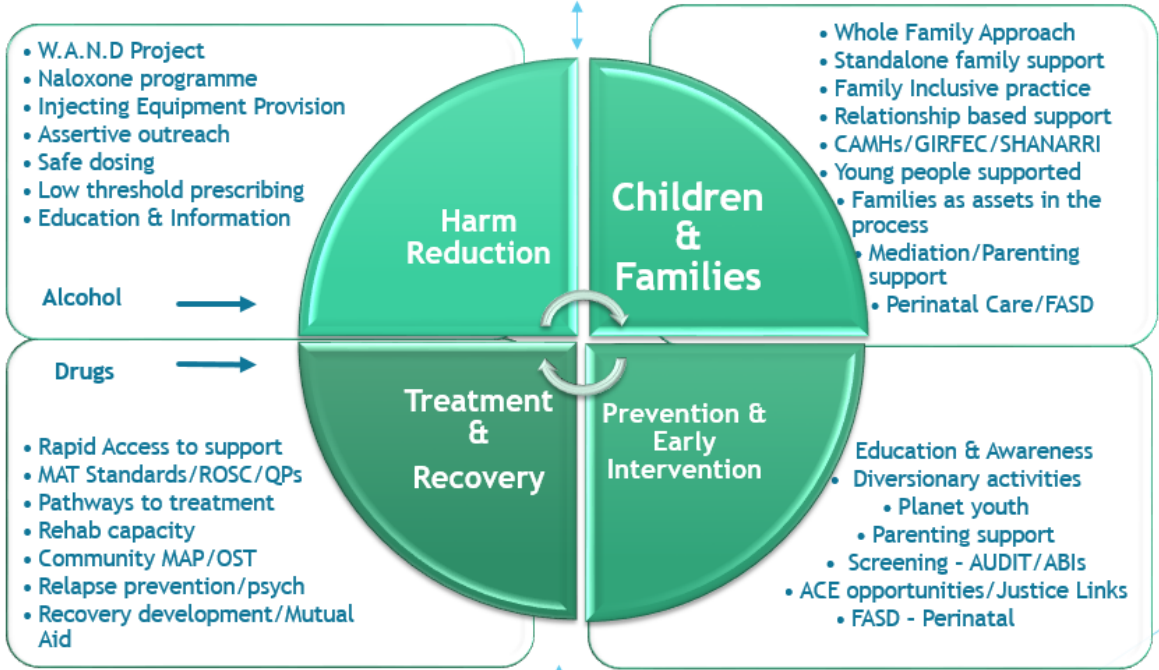 • W.A.N.D Project
• Naloxone programme
• Injecting Equipment Provision
• Assertive outreach
• Safe dosing
• Low threshold prescribing
• Education & Information
Alcohol
Harm
Reduction
• Whole Family Approach
• Standalone family support
• Family Inclusive practice
• Relationship based support
• CAMHs/GIRFEC/SHANARRI
• Young people supported
• Families as assets in the
process
• Mediation/Parenting
support
• Perinatal Care/FASD
Children
&
Families
Drugs
• Rapid Access to support
• MAT Standards/ROSC/QPs
• Pathways to treatment
• Rehab capacity
• Community MAP/OST
• Relapse prevention/psych
• Recovery development/Mutual
Aid
Treatment
&
Recovery
Prevention &
Early
Intervention
Education & Awareness
• Diversionary activities
• Planet youth
• Parenting support
• Screening – AUDIT/ABIs
• ACE opportunities/Justice Links
• FASD – Perinatal